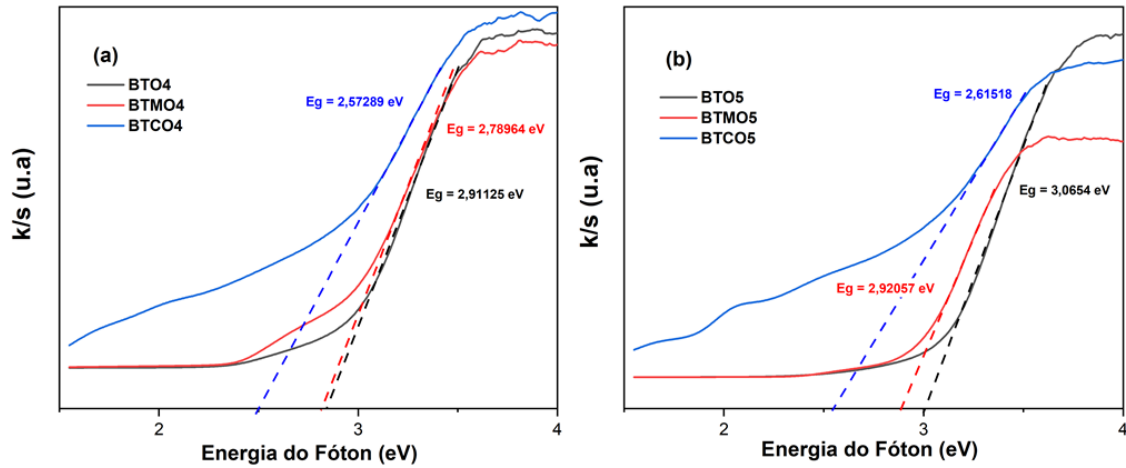 (a)
BTO4
BTMO4
BTCO4
Eg = 2,57289 eV
Eg = 2,78964 eV
Eg = 2,91125 eV
k/s (u.a)
2
3
4
Energia do Fóton (eV)
(b)
BTO5
BTMO5
BTCO5
Eg = 2,61518
Eg = 3,0654 eV
Eg = 2,92057 eV
k/s (u.a)
2
3
4
Energia do Fóton (eV)